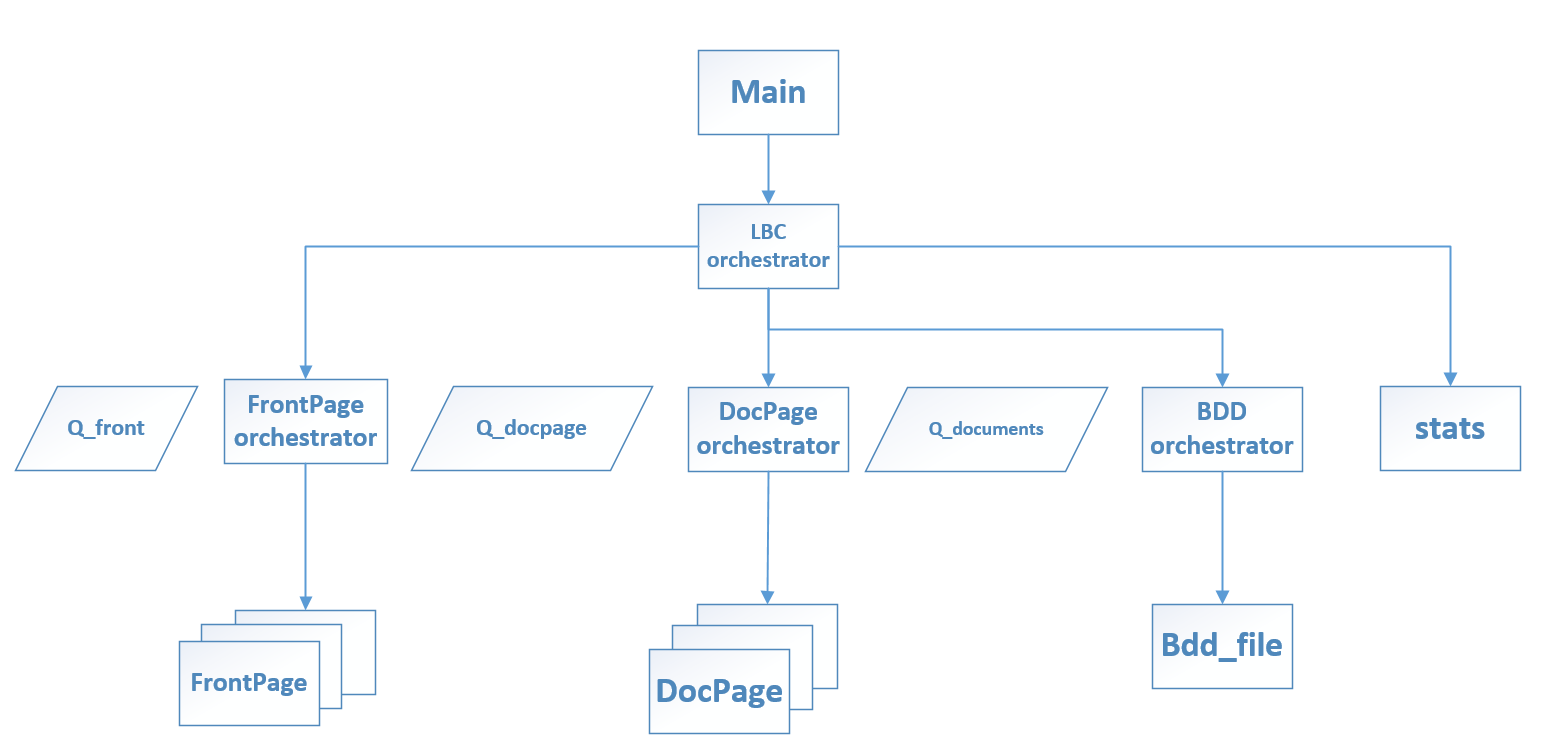 Main
LBC
orchestrator
Q_front
FrontPage
orchestrator
Q_docpage
DocPage
orchestrator
Q_documents
BDD
orchestrator
stats
FrontPage
DocPage
Bdd_file